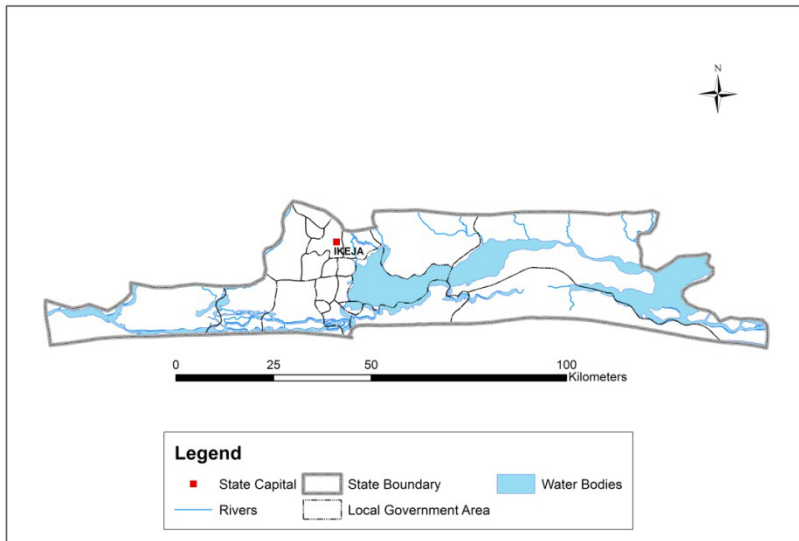 N
IKEJA
0 25 50 100
Kilometers
Legend
State Capital State Boundary Water Bodies
Rivers Local Government Area